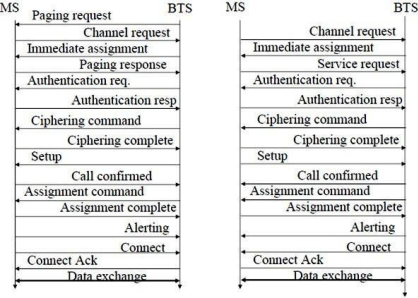 MS BTS
Paging request
Channel request
Immediate assignment
Paging response
Authentication req.
Authentication resp
Ciphering command
Ciphering complete
Setup
Call confirmed
Assignment command
Assignment complete
Alerting
Connect
Connect Ack
Data exchange
MS BTS
Channel request
Immediate assignment
Service request
Authentication req.
Authentication resp
Ciphering command
Ciphering complete
Setup
Call confirmed
Assignment command
Assignment complete
Alerting
Connect
Connect Ack
Data exchange